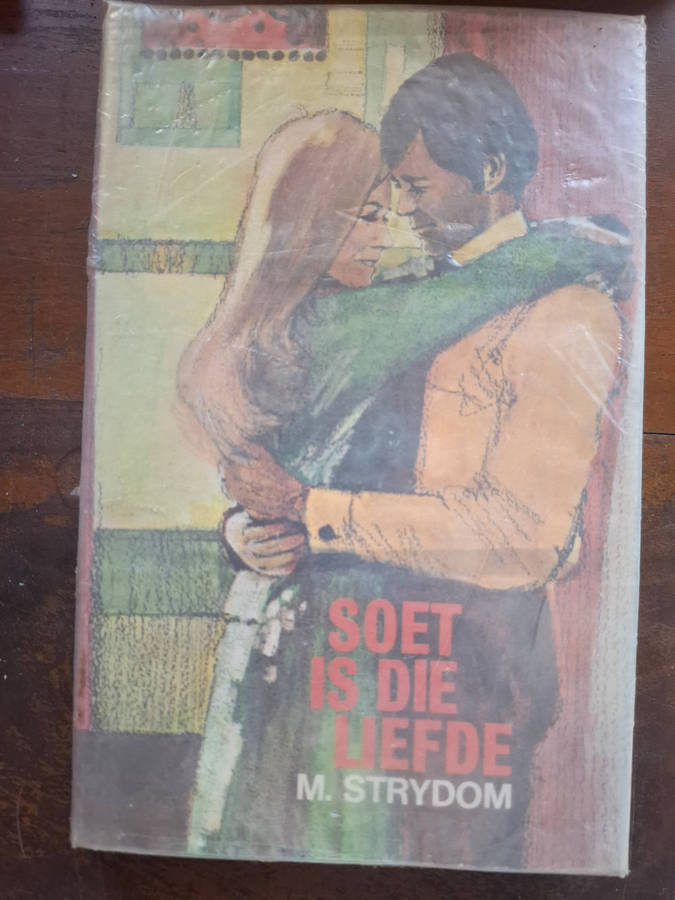 SOET
IS DIE
LIEFDE
M. STRYDOM